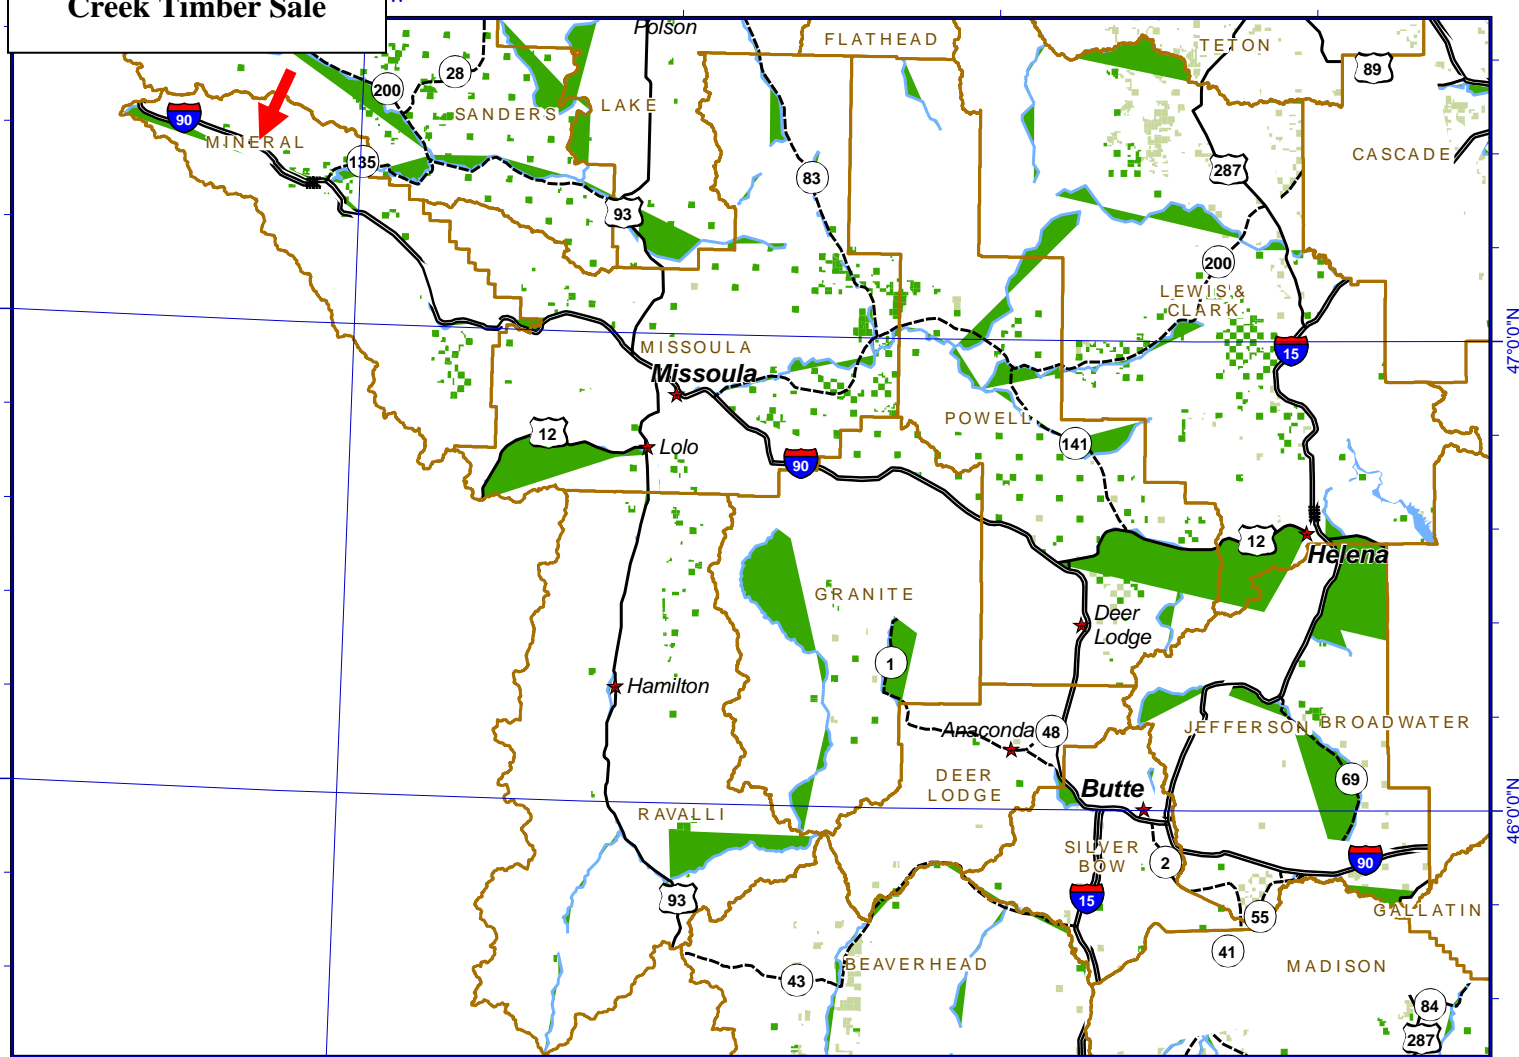 Creek Timber Sale
Polson
FLATHEAD
TETON
89
28
200
SANDERS
LAKE
90
MINERAL
135
CASCADE
287
83
93
200
LEWIS &
CLARK
47°0'0"N
15
MISSOULA
Missoula
POWELL
12
Lolo
141
90
12
Helena
GRANITE
Deer
Lodge
1
Hamilton
Anaconda
48
JEFFERSON
BROADWATER
69
DEER
LODGE
Butte
RAVALLI
46°0'0"N
SILVER
BOW
2
90
15
93
55
GALLATIN
41
BEAVERHEAD
MADISON
43
84
287